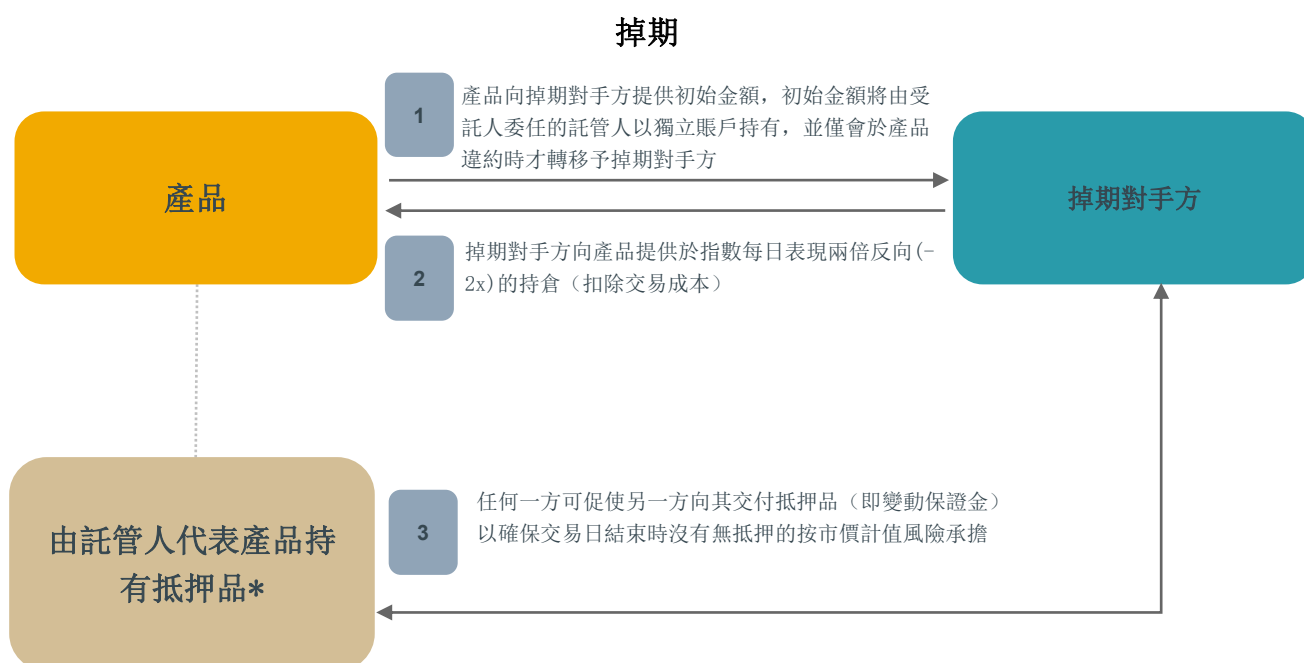 掉期
1
產品向掉期對手方提供初始金額，初始金額將由受
託人委任的託管人以獨立賬戶持有，並僅會於產品
違約時才轉移予掉期對手方
產品
掉期對手方
2
掉期對手方向產品提供於指數每日表現兩倍反向(-
2x)的持倉（扣除交易成本）
3
任何一方可促使另一方向其交付抵押品（即變動保證金）
以確保交易日結束時沒有無抵押的按市價計值風險承擔
由託管人代表產品持
有抵押品*